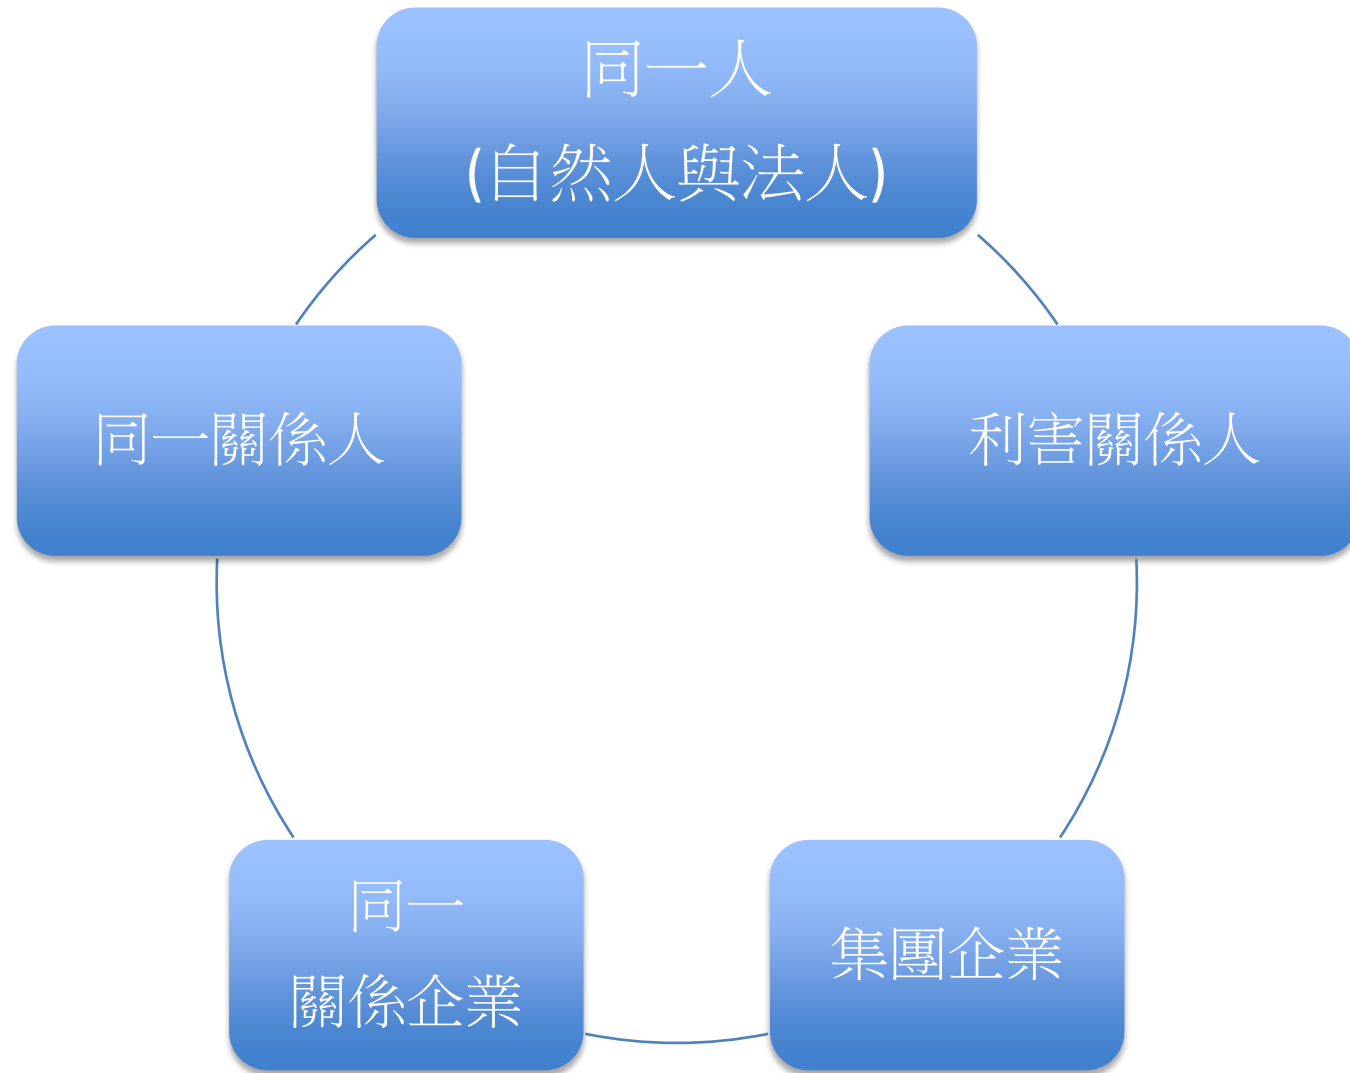 同一人
(自然人與法人)
同一關係人
利害關係人
同一
關係企業
集團企業